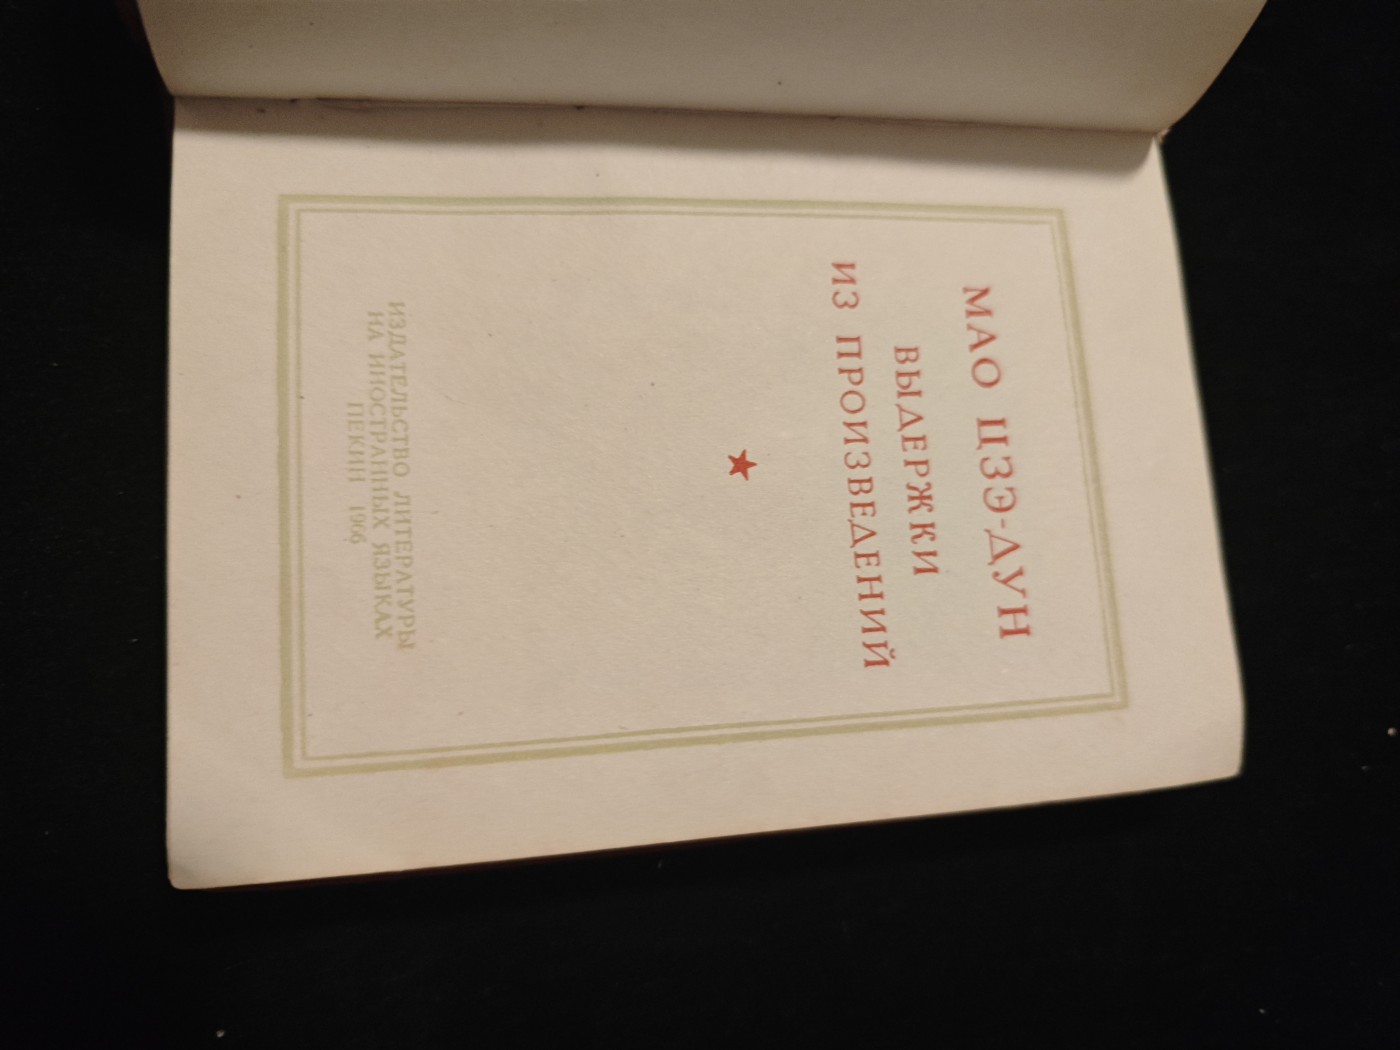 МАО ЦЗЭ-ДУН
ВЫДЕРЖКИ
ИЗ ПРОИЗВЕДЕНИЙ
ИЗДАТЕЛЬСТВО ЛИТЕРАТУРЫ
НА ИНОСТРАННЫХ ЯЗЫКАХ
ПЕКИН 1966